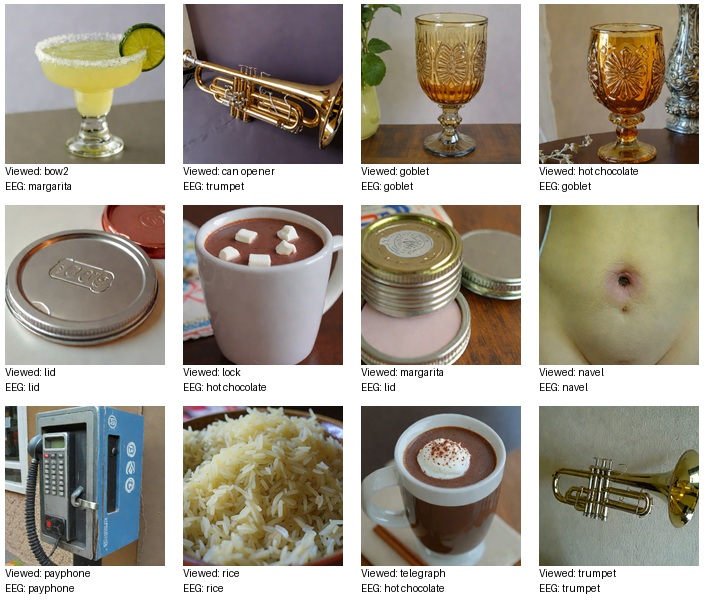 Viewed: bow2
EEG: margarita
Viewed: can opener
EEG: trumpet
Viewed: goblet
EEG: goblet
Viewed: hot chocolate
EEG: goblet
Viewed: lid
EEG: lid
Viewed: lock
EEG: hot chocolate
Viewed: margarita
EEG: lid
Viewed: navel
EEG: navel
Viewed: payphone
EEG: payphone
Viewed: rice
EEG: rice
Viewed: telegraph
EEG: hot chocolate
Viewed: trumpet
EEG: trumpet